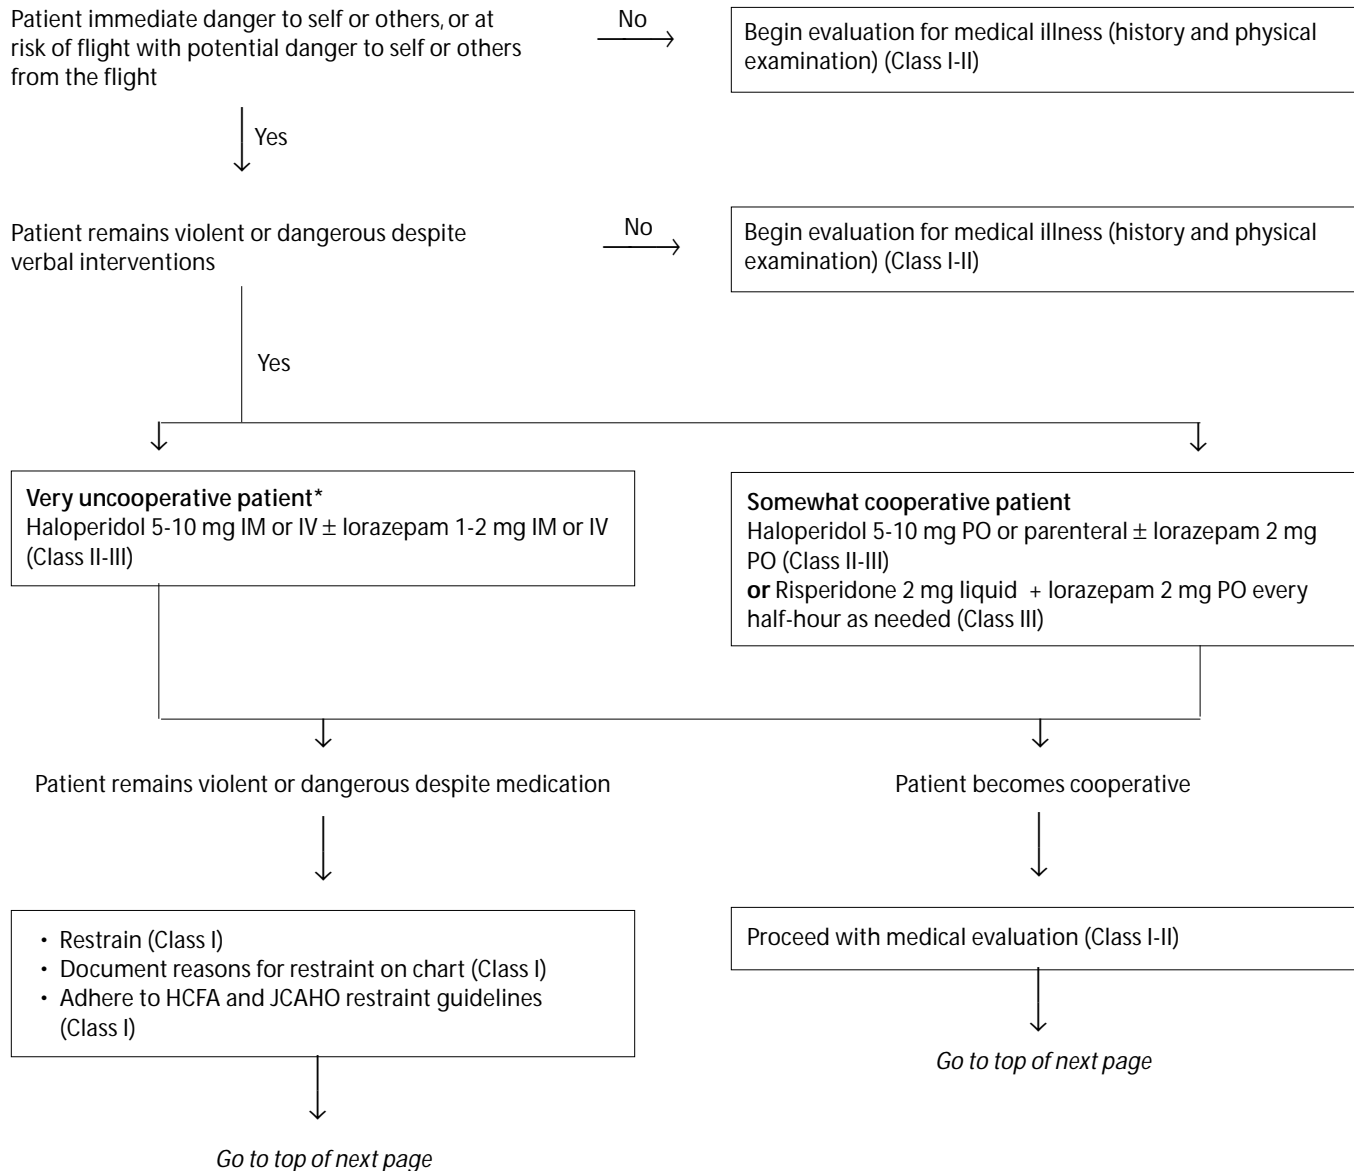 Patient immediate danger to self or others, or at
risk of flight with potential danger to self or others
from the flight
No
Begin evaluation for medical illness (history and physical
examination) (Class I-II)
Yes
Patient remains violent or dangerous despite
verbal interventions
No
Begin evaluation for medical illness (history and physical
examination) (Class I-II)
Yes
Very uncooperative patient*
Haloperidol 5-10 mg IM or IV ± lorazepam 1-2 mg IM or IV
(Class II-III)
Somewhat cooperative patient
Haloperidol 5-10 mg PO or parenteral ± lorazepam 2 mg
PO (Class II-III)
or Risperidone 2 mg liquid + lorazepam 2 mg PO every
half-hour as needed (Class III)
Patient remains violent or dangerous despite medication
Patient becomes cooperative
• Restrain (Class I)
• Document reasons for restraint on chart (Class I)
• Adhere to HCFA and JCAHO restraint guidelines
(Class I)
Proceed with medical evaluation (Class I-II)
Go to top of next page
Go to top of next page